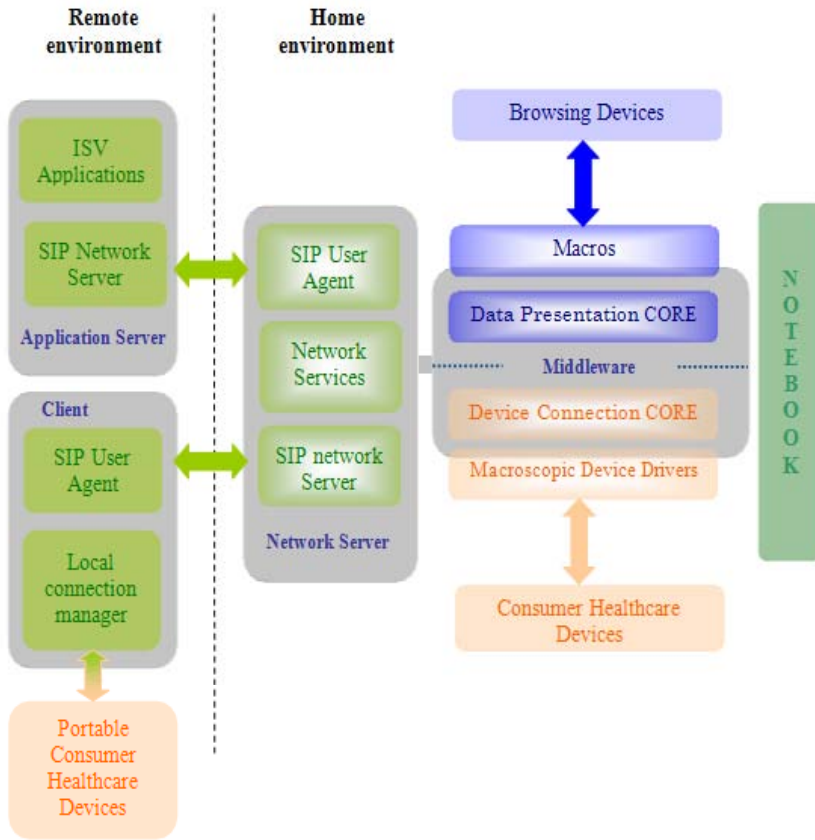 Remote
environment
Home
environment
ISV
Applications
SIP Network
Server
Application Server
Client
SIP User
Agent
Local
connection
manager
Portable
Consumer
Healthcare
Devices
SIP User
Agent
Network
Services
SIP network
Server
Network Server
Browsing Devices
Macros
Data Presentation CORE
Middleware
Device Connection CORE
Macroscopic Device Drivers
Consumer Healthcare
Devices
N
O
T
E
B
O
O
K